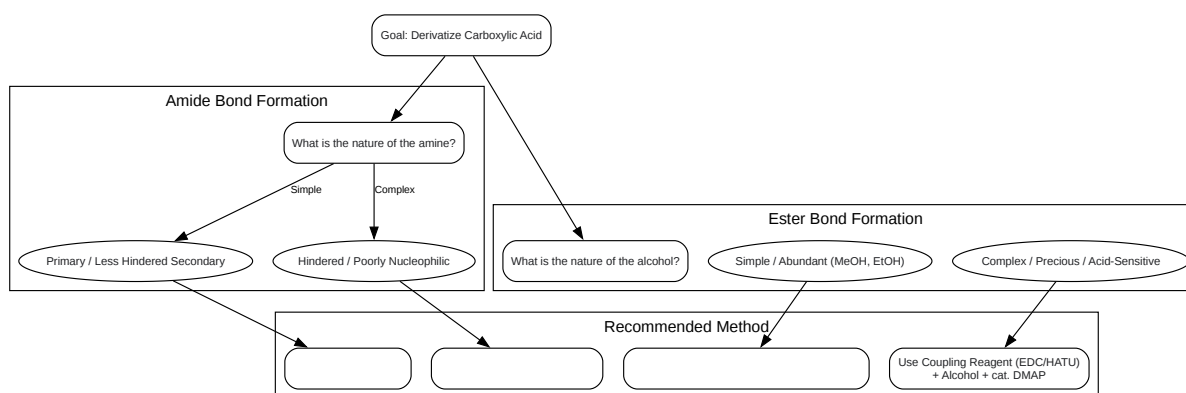 Goal: Derivatize Carboxylic Acid
Amide Bond Formation
What is the nature of the amine?
Simple
Complex
Primary / Less Hindered Secondary
Hindered / Poorly Nucleophilic
Ester Bond Formation
What is the nature of the alcohol?
Simple / Abundant (MeOH, EtOH)
Complex / Precious / Acid-Sensitive
Recommended Method
Use Coupling Reagent (EDC/HATU)
+ Alcohol + cat. DMAP